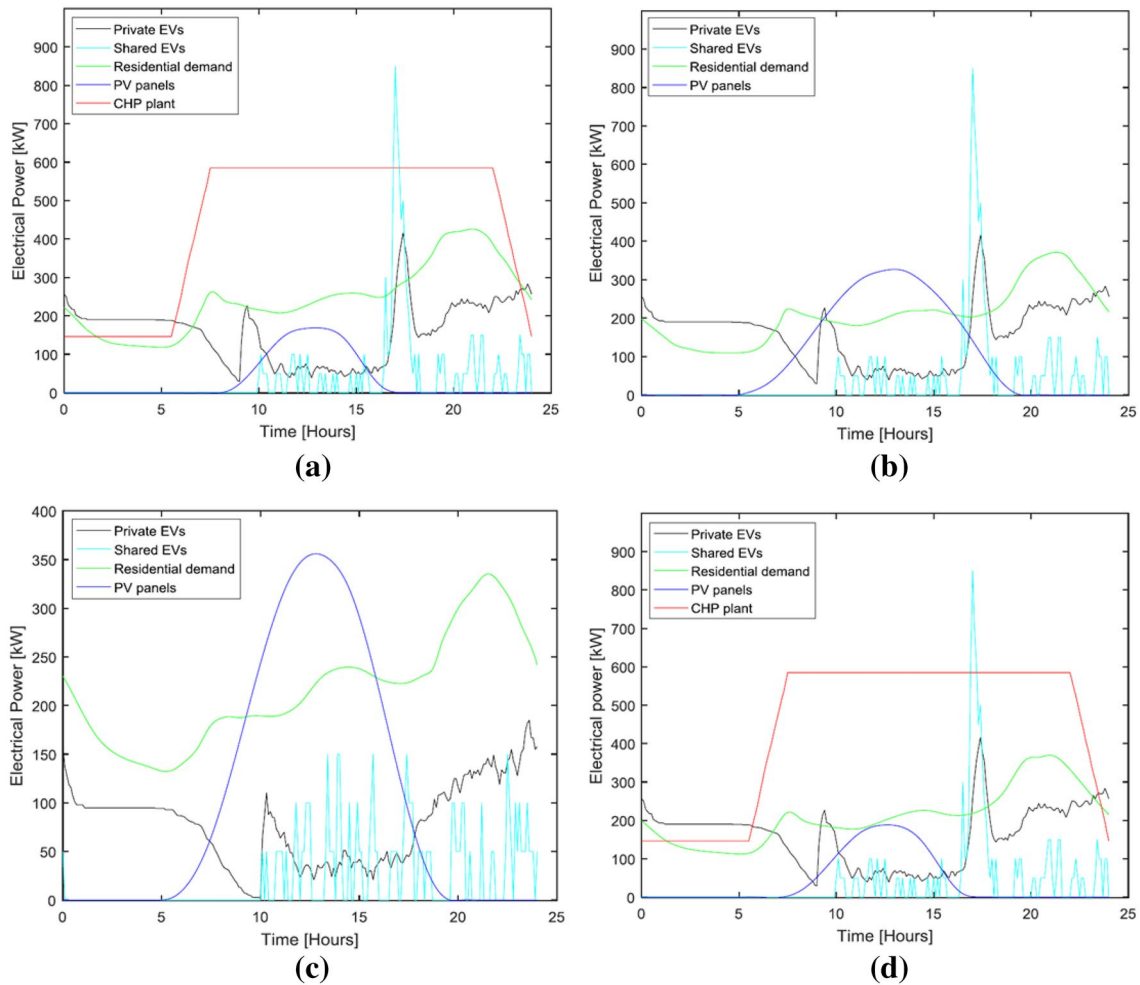 Private EVs
Shared EVs
Residential demand
PV panels
CHP plant
Electrical Power [kW]
900
800
700
600
500
400
300
200
100
0
0 5 10 15 20 25
Time [Hours]
(a)
Private EVs
Shared EVs
Residential demand
PV panels
Electrical Power [kW]
900
800
700
600
500
400
300
200
100
0
0 5 10 15 20 25
Time [Hours]
(b)
Private EVs
Shared EVs
Residential demand
PV panels
Electrical Power [kW]
400
350
300
250
200
150
100
50
0
0 5 10 15 20 25
Time [Hours]
(c)
Private EVs
Shared EVs
Residential demand
PV panels
CHP plant
Electrical power [kW]
900
800
700
600
500
400
300
200
100
0
0 5 10 15 20 25
Time [Hours]
(d)